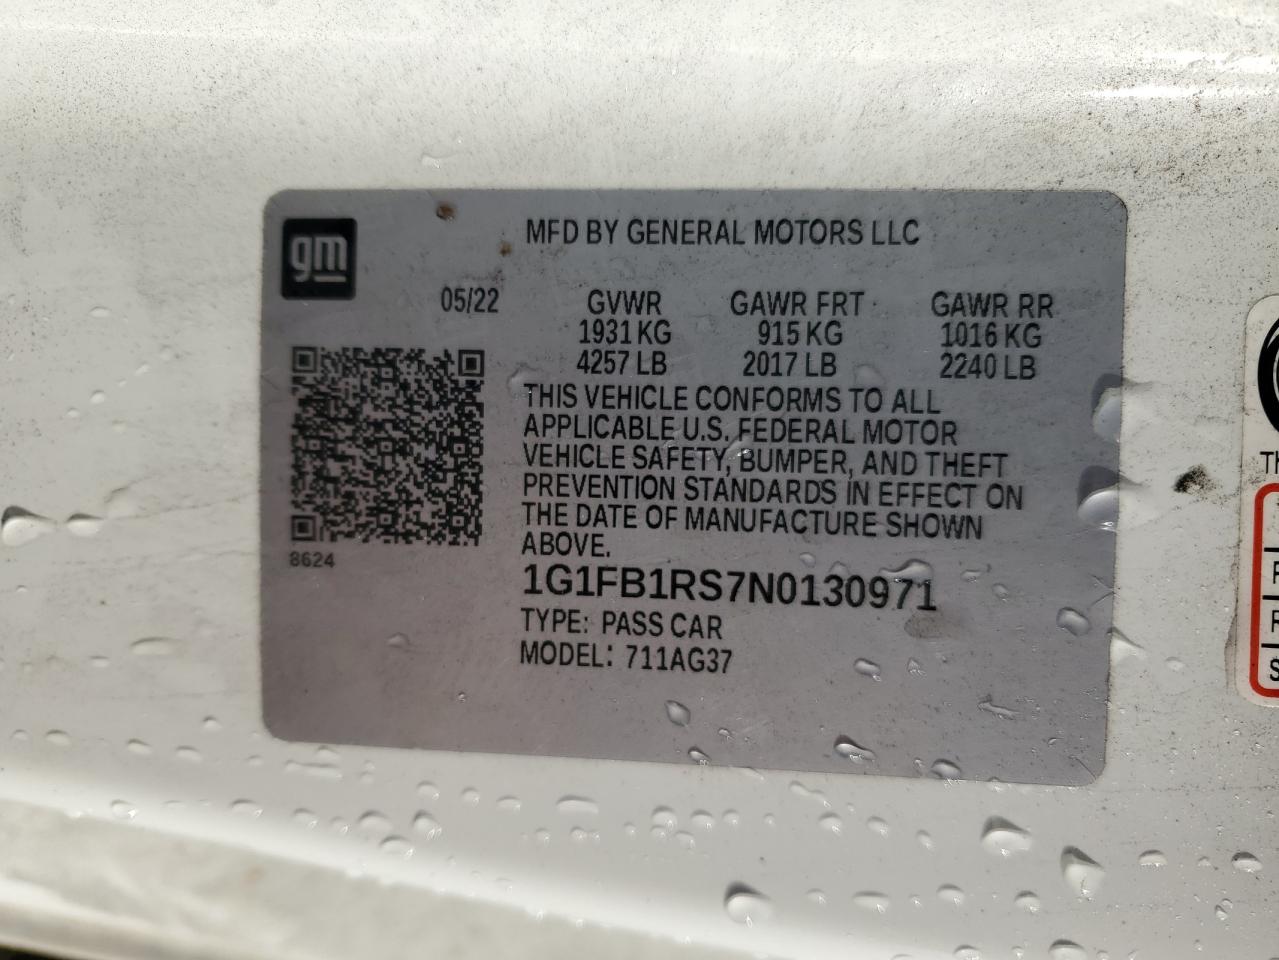 gm
MFD BY GENERAL MOTORS LLC
05/22
GVWR GAWR FRT GAWR RR
1931 KG 915 KG 1016 KG
4257 LB 2017 LB 2240 LB
THIS VEHICLE CONFORMS TO ALL
APPLICABLE U.S. FEDERAL MOTOR
VEHICLE SAFETY, BUMPER, AND THEFT
PREVENTION STANDARDS IN EFFECT ON
THE DATE OF MANUFACTURE SHOWN
ABOVE.
8624
1G1FB1RS7N0130971
TYPE: PASS CAR
MODEL: 711AG37